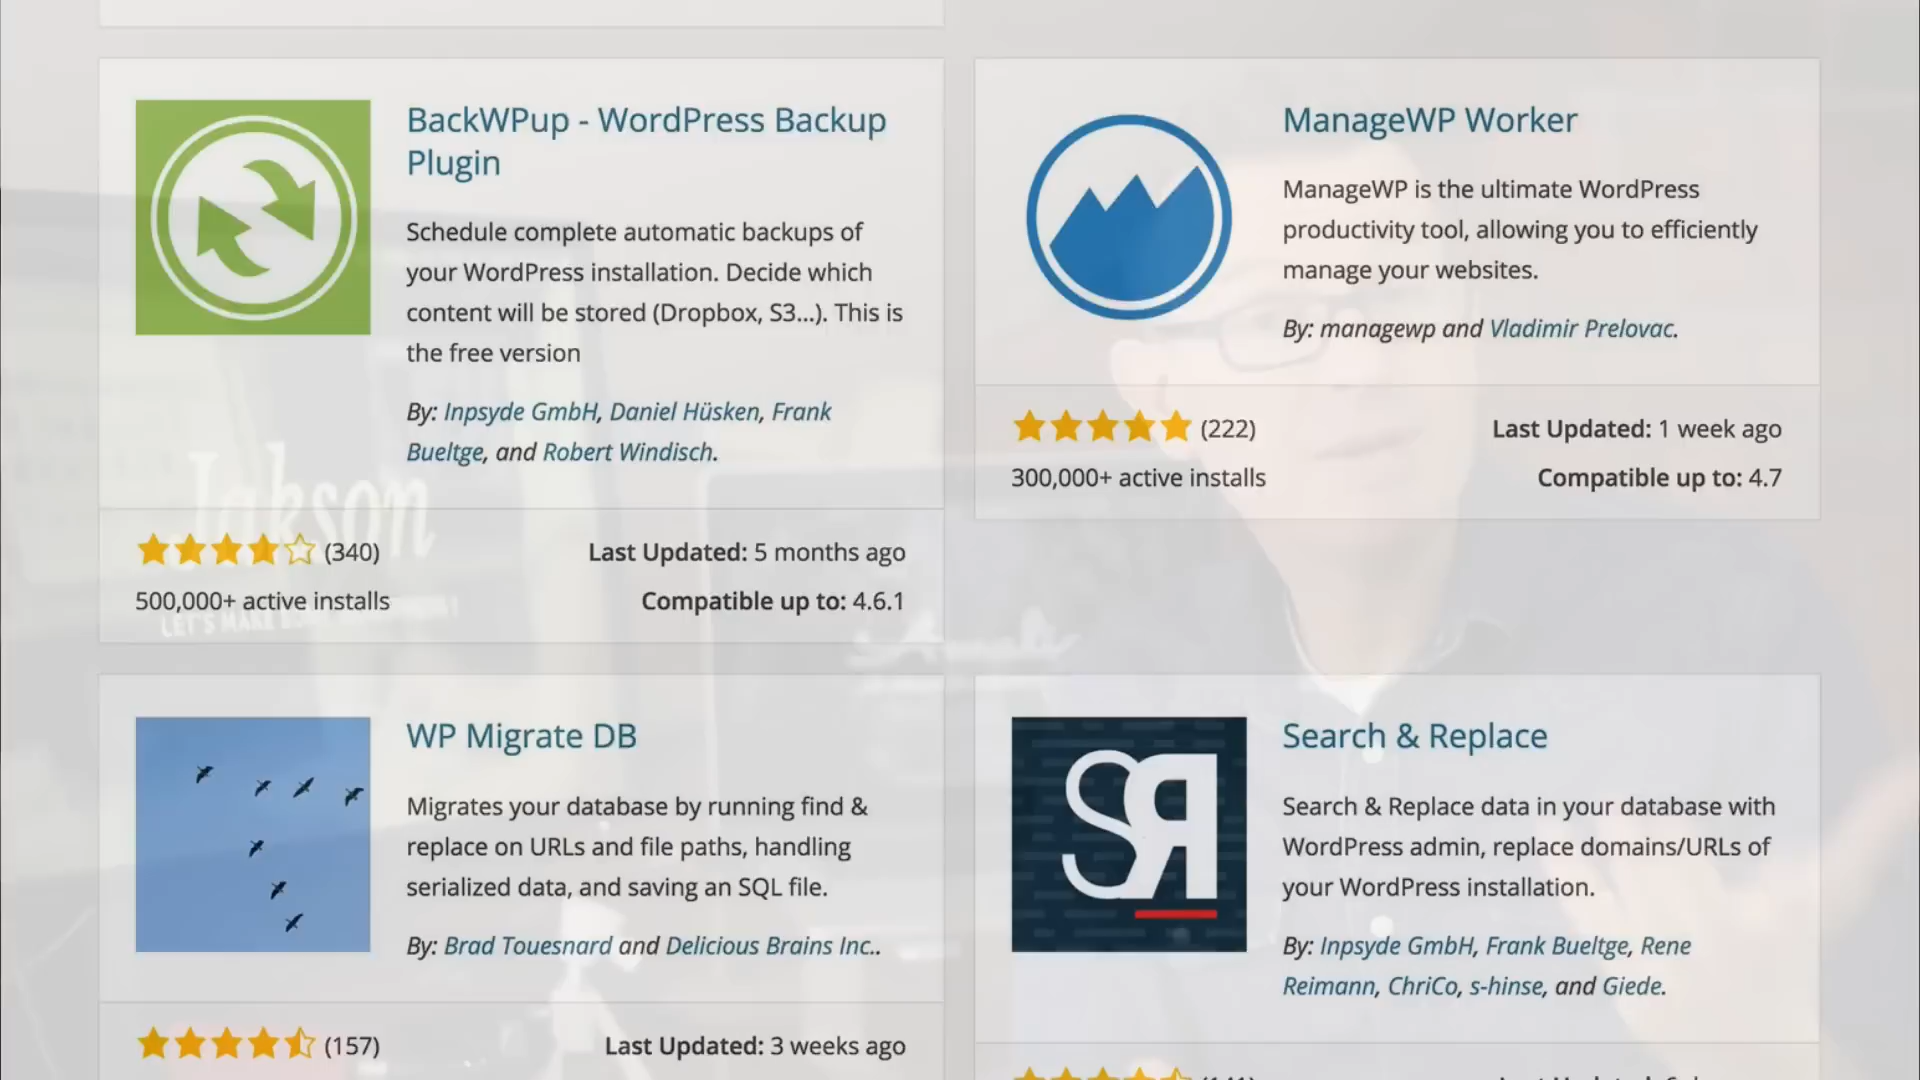 BackWPup - WordPress Backup
Plugin
Schedule complete automatic backups of
your WordPress installation. Decide which
content will be stored (Dropbox, S3...). This is
the free version
By: Inpsyde GmbH, Daniel Hüsken, Frank
Bueltge, and Robert Windisch.
(340)
Last Updated: 5 months ago
500,000+ active installs
Compatible up to: 4.6.1
ManageWP Worker
ManageWP is the ultimate WordPress
productivity tool, allowing you to efficiently
manage your websites.
By: managewp and Vladimir Prelovac.
(222)
Last Updated: 1 week ago
300,000+ active installs
Compatible up to: 4.7
Jakson
LET'S MAKE
WP Migrate DB
Migrates your database by running find &
replace on URLs and file paths, handling
serialized data, and saving an SQL file.
By: Brad Touesnard and Delicious Brains Inc..
(157)
Last Updated: 3 weeks ago
SR
Search & Replace
Search & Replace data in your database with
WordPress admin, replace domains/URLs of
your WordPress installation.
By: Inpsyde GmbH, Frank Bueltge, Rene
Reimann, ChriCo, s-hinse, and Giede.